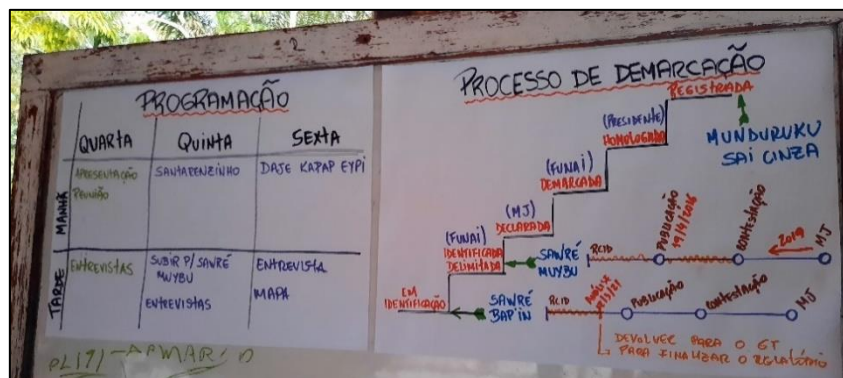 PROGRAMAÇÃO
QUARTA QUINTA SEXTA
MANHÃ
APRESENTAÇÃO
REUNIÃO
SANTARENZINHO
DAJE KAPAP EYPI
TARDE
ENTREVISTAS
SUBIR P/ SAWRÉ
MUYBU
ENTREVISTAS
ENTREVISTA
MAPA
PROCESSO DE DEMARCAÇÃO
REGISTRADA
(PRESIDENTE)
HOMOLOGADA
MUNDURUKU
SAI CINZA
(FUNAI)
DEMARCADA
(MJ)
DECLARADA
(FUNAI)
IDENTIFICADA
DELIMITADA
SAWRÉ
MUYBU
RCID
PUBLICAÇÃO
19/4/2016
CONTESTAÇÃO
2019
MJ
EM
IDENTIFICAÇÃO
SAWRÉ
BAP'IN
RCID
ANÁLISE
PUBLICAÇÃO
CONTESTAÇÃO
MJ
DEVOLVER PARA O GT
PARA FINALIZAR O RELATÓRIO